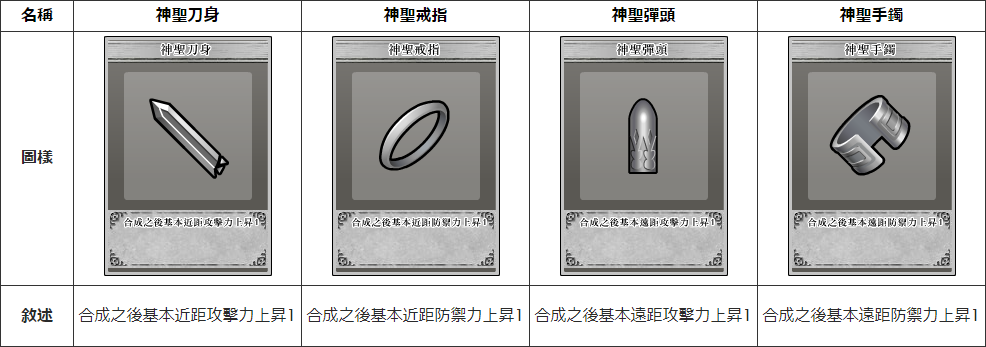 名稱 神聖刀身 神聖戒指 神聖彈頭 神聖手鐲
圖樣
神聖刀身 神聖戒指 神聖彈頭 神聖手鐲
合成之後基本近距攻擊力上昇1 合成之後基本近距防禦力上昇1 合成之後基本遠距攻擊力上昇1 合成之後基本遠距防禦力上昇1
敘述 合成之後基本近距攻擊力上昇1 合成之後基本近距防禦力上昇1 合成之後基本遠距攻擊力上昇1 合成之後基本遠距防禦力上昇1